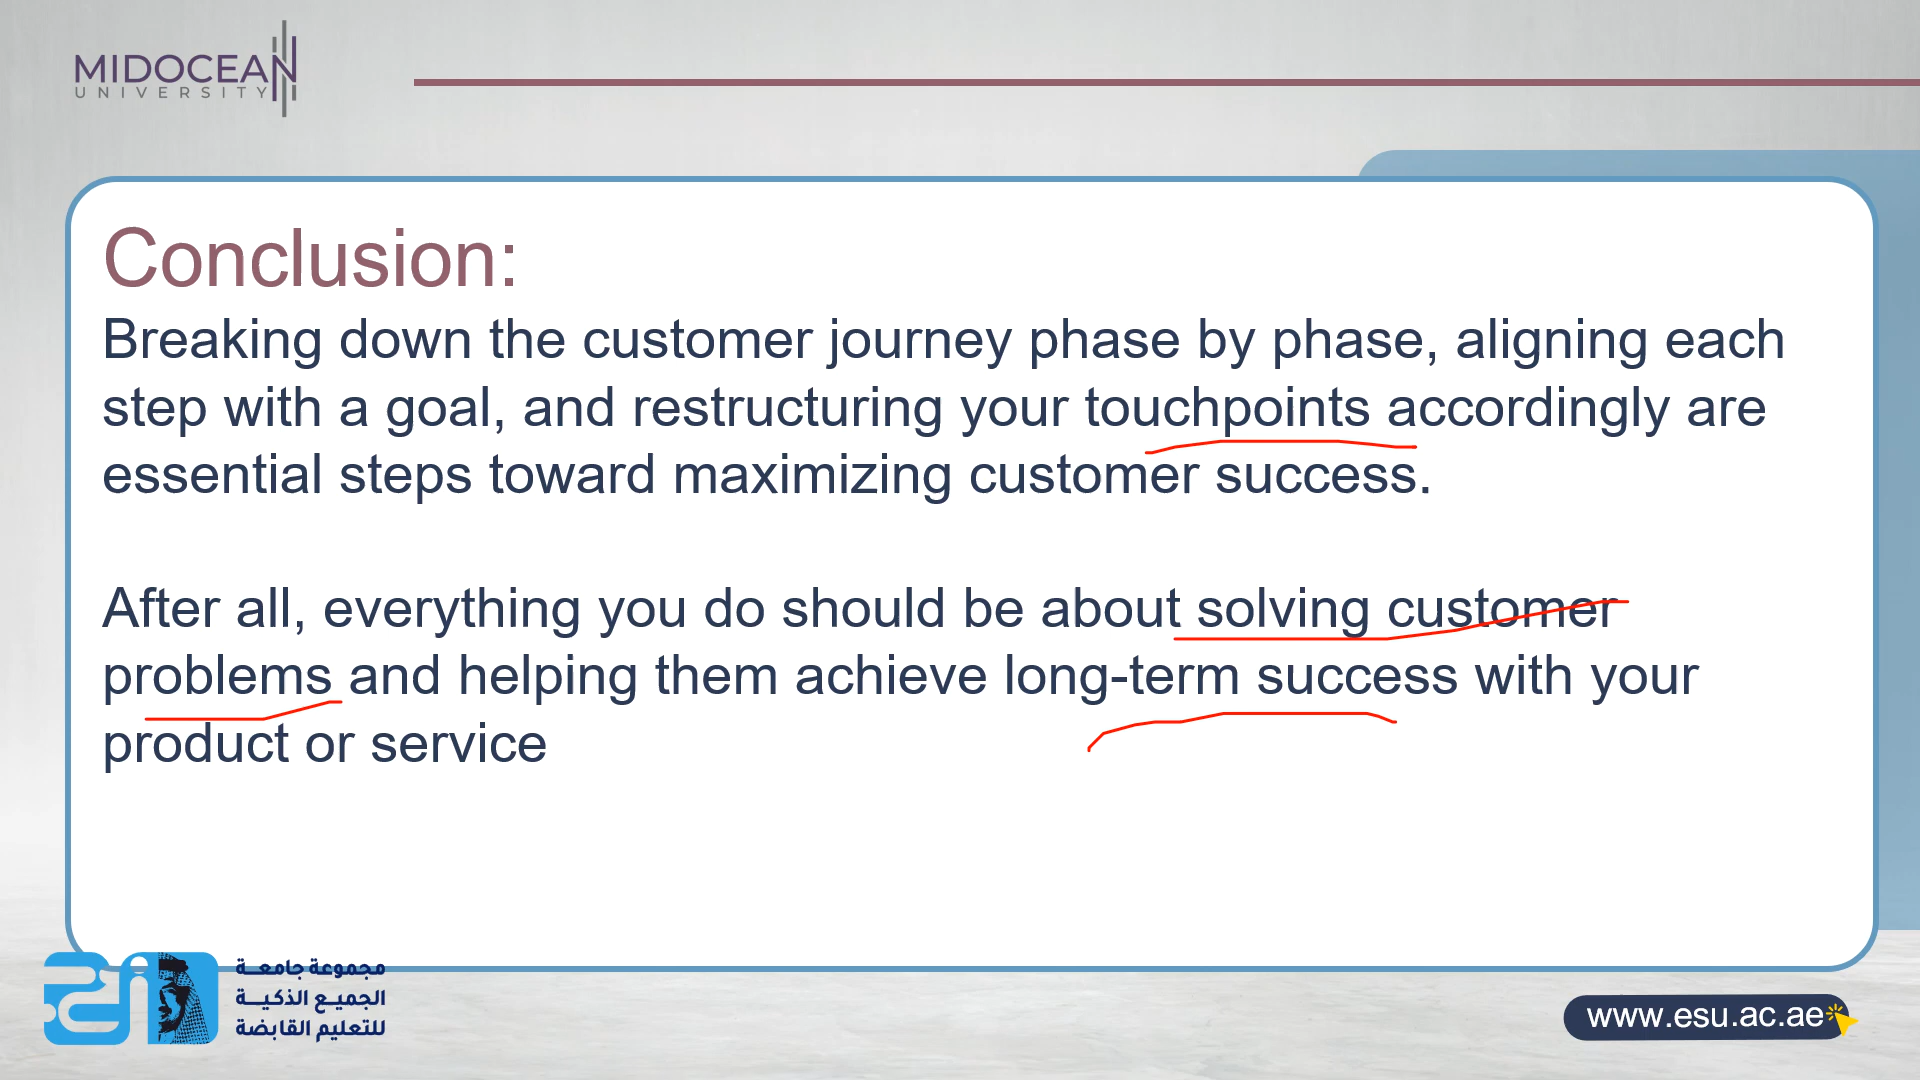 MIDOCEAN
UNIVERSITY
Conclusion:
Breaking down the customer journey phase by phase, aligning each
step with a goal, and restructuring your touchpoints accordingly are
essential steps toward maximizing customer success.
After all, everything you do should be about solving customer
problems and helping them achieve long-term success with your
product or service
مجموعة جامعـــة
الجميـع الذكيــة
للتعليم القابضة
www.esu.ac.ae